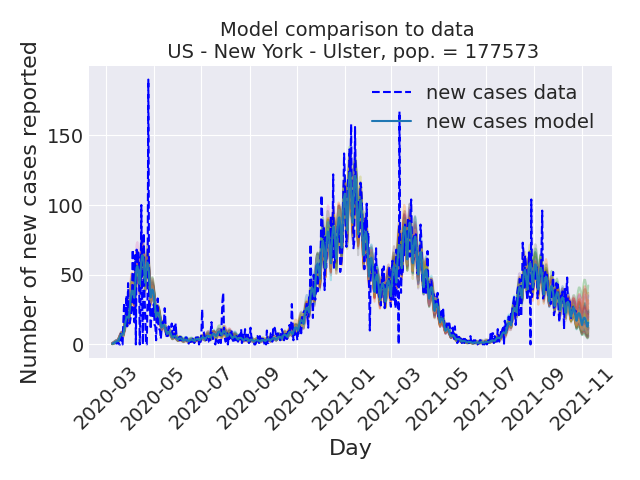 Model comparison to data
US - New York - Ulster, pop. = 177573
Number of new cases reported
150
100
50
0
new cases data
new cases model
2020-03
2020-05
2020-07
2020-09
2020-11
2021-01
2021-03
2021-05
2021-07
2021-09
2021-11
Day